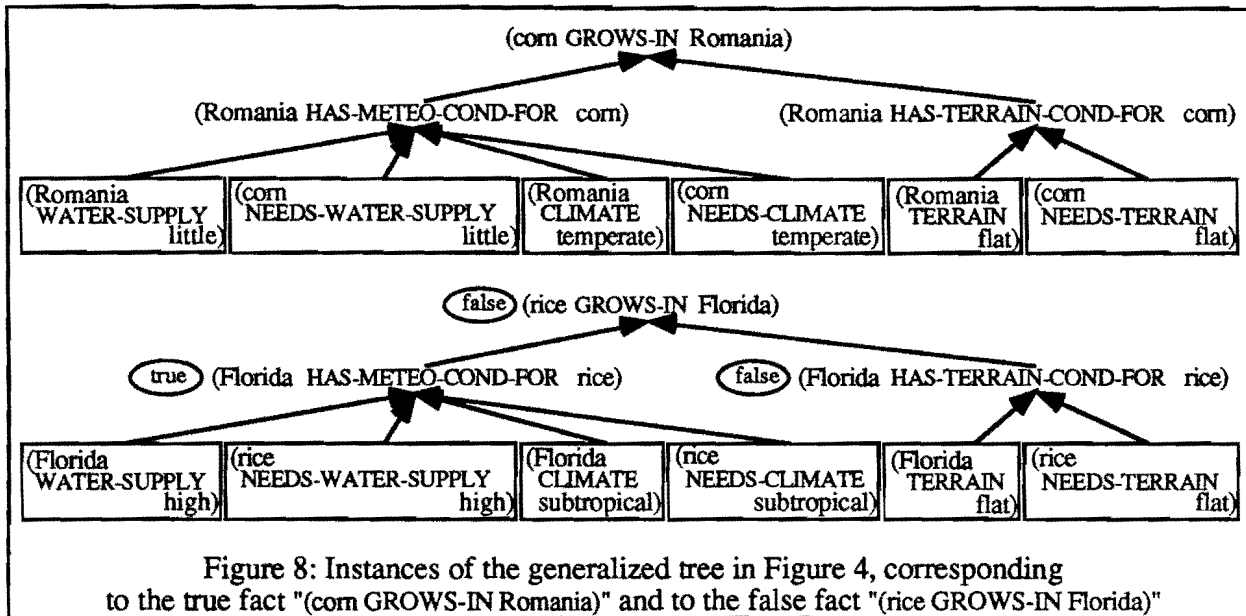 (corn GROWS-IN Romania)
(Romania HAS-METEO-COND-FOR corn)
(Romania HAS-TERRAIN-COND-FOR corn)
(Romania
WATER-SUPPLY
little)
(corn
NEEDS-WATER-SUPPLY
little)
(Romania
CLIMATE
temperate)
(corn
NEEDS-CLIMATE
temperate)
(Romania
TERRAIN
flat)
(corn
NEEDS-TERRAIN
flat)
false (rice GROWS-IN Florida)
true (Florida HAS-METEO-COND-FOR rice)
false (Florida HAS-TERRAIN-COND-FOR rice)
(Florida
WATER-SUPPLY
high)
(rice
NEEDS-WATER-SUPPLY
high)
(Florida
CLIMATE
subtropical)
(rice
NEEDS-CLIMATE
subtropical)
(Florida
TERRAIN
flat)
(rice
NEEDS-TERRAIN
flat)
Figure 8: Instances of the generalized tree in Figure 4, corresponding
to the true fact "(corn GROWS-IN Romania)" and to the false fact "(rice GROWS-IN Florida)"